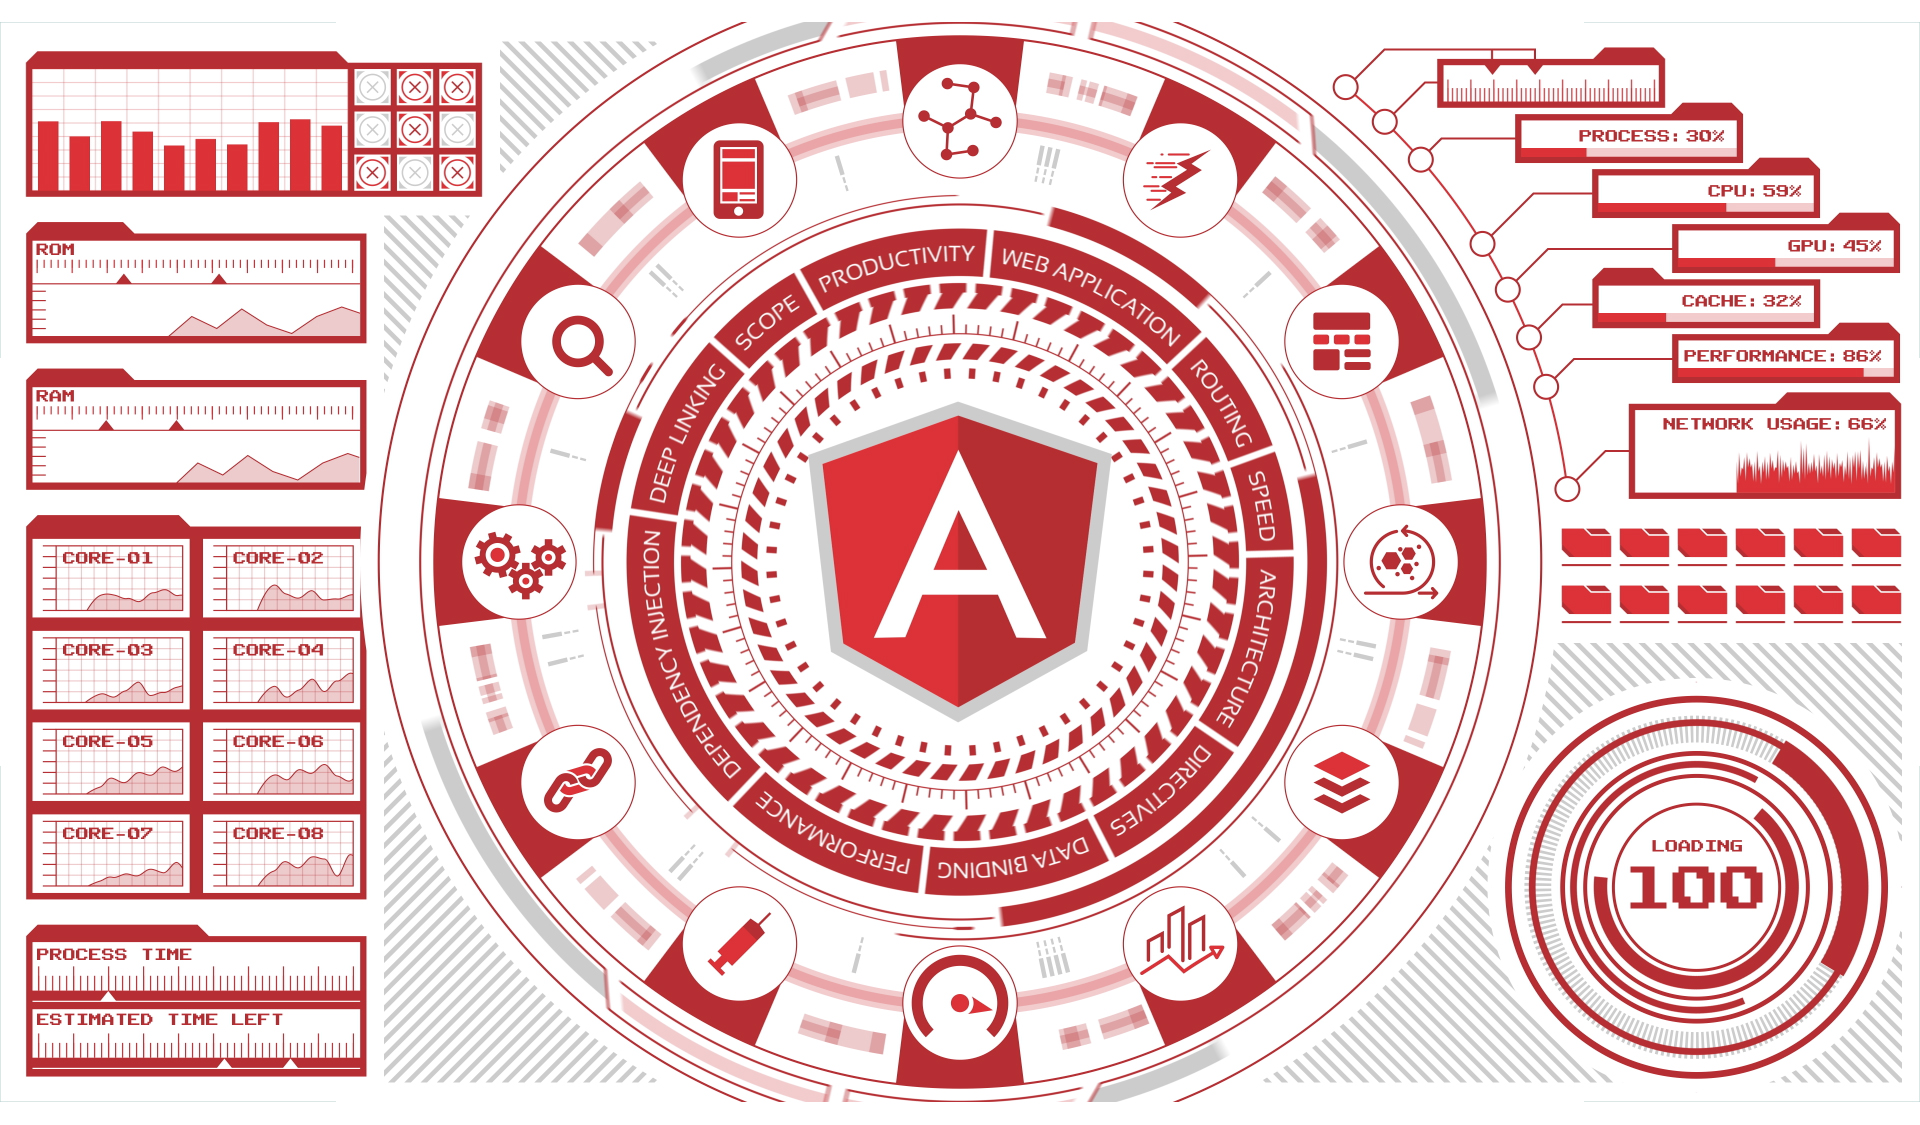 ROM
RAM
CORE-01
CORE-02
CORE-03
CORE-04
CORE-05
CORE-06
CORE-07
CORE-08
PROCESS TIME
ESTIMATED TIME LEFT
PRODUCTIVITY
WEB APPLICATION
ROUTING
SPEED
ARCHITECTURE
DIRECTIVES
DATA BINDING
PERFORMANCE
DEPENDENCY INJECTION
DEEP LINKING
SCOPE
A
PROCESS: 30%
CPU: 59%
GPU: 45%
CACHE: 32%
PERFORMANCE: 86%
NETWORK USAGE: 66%
LOADING
100